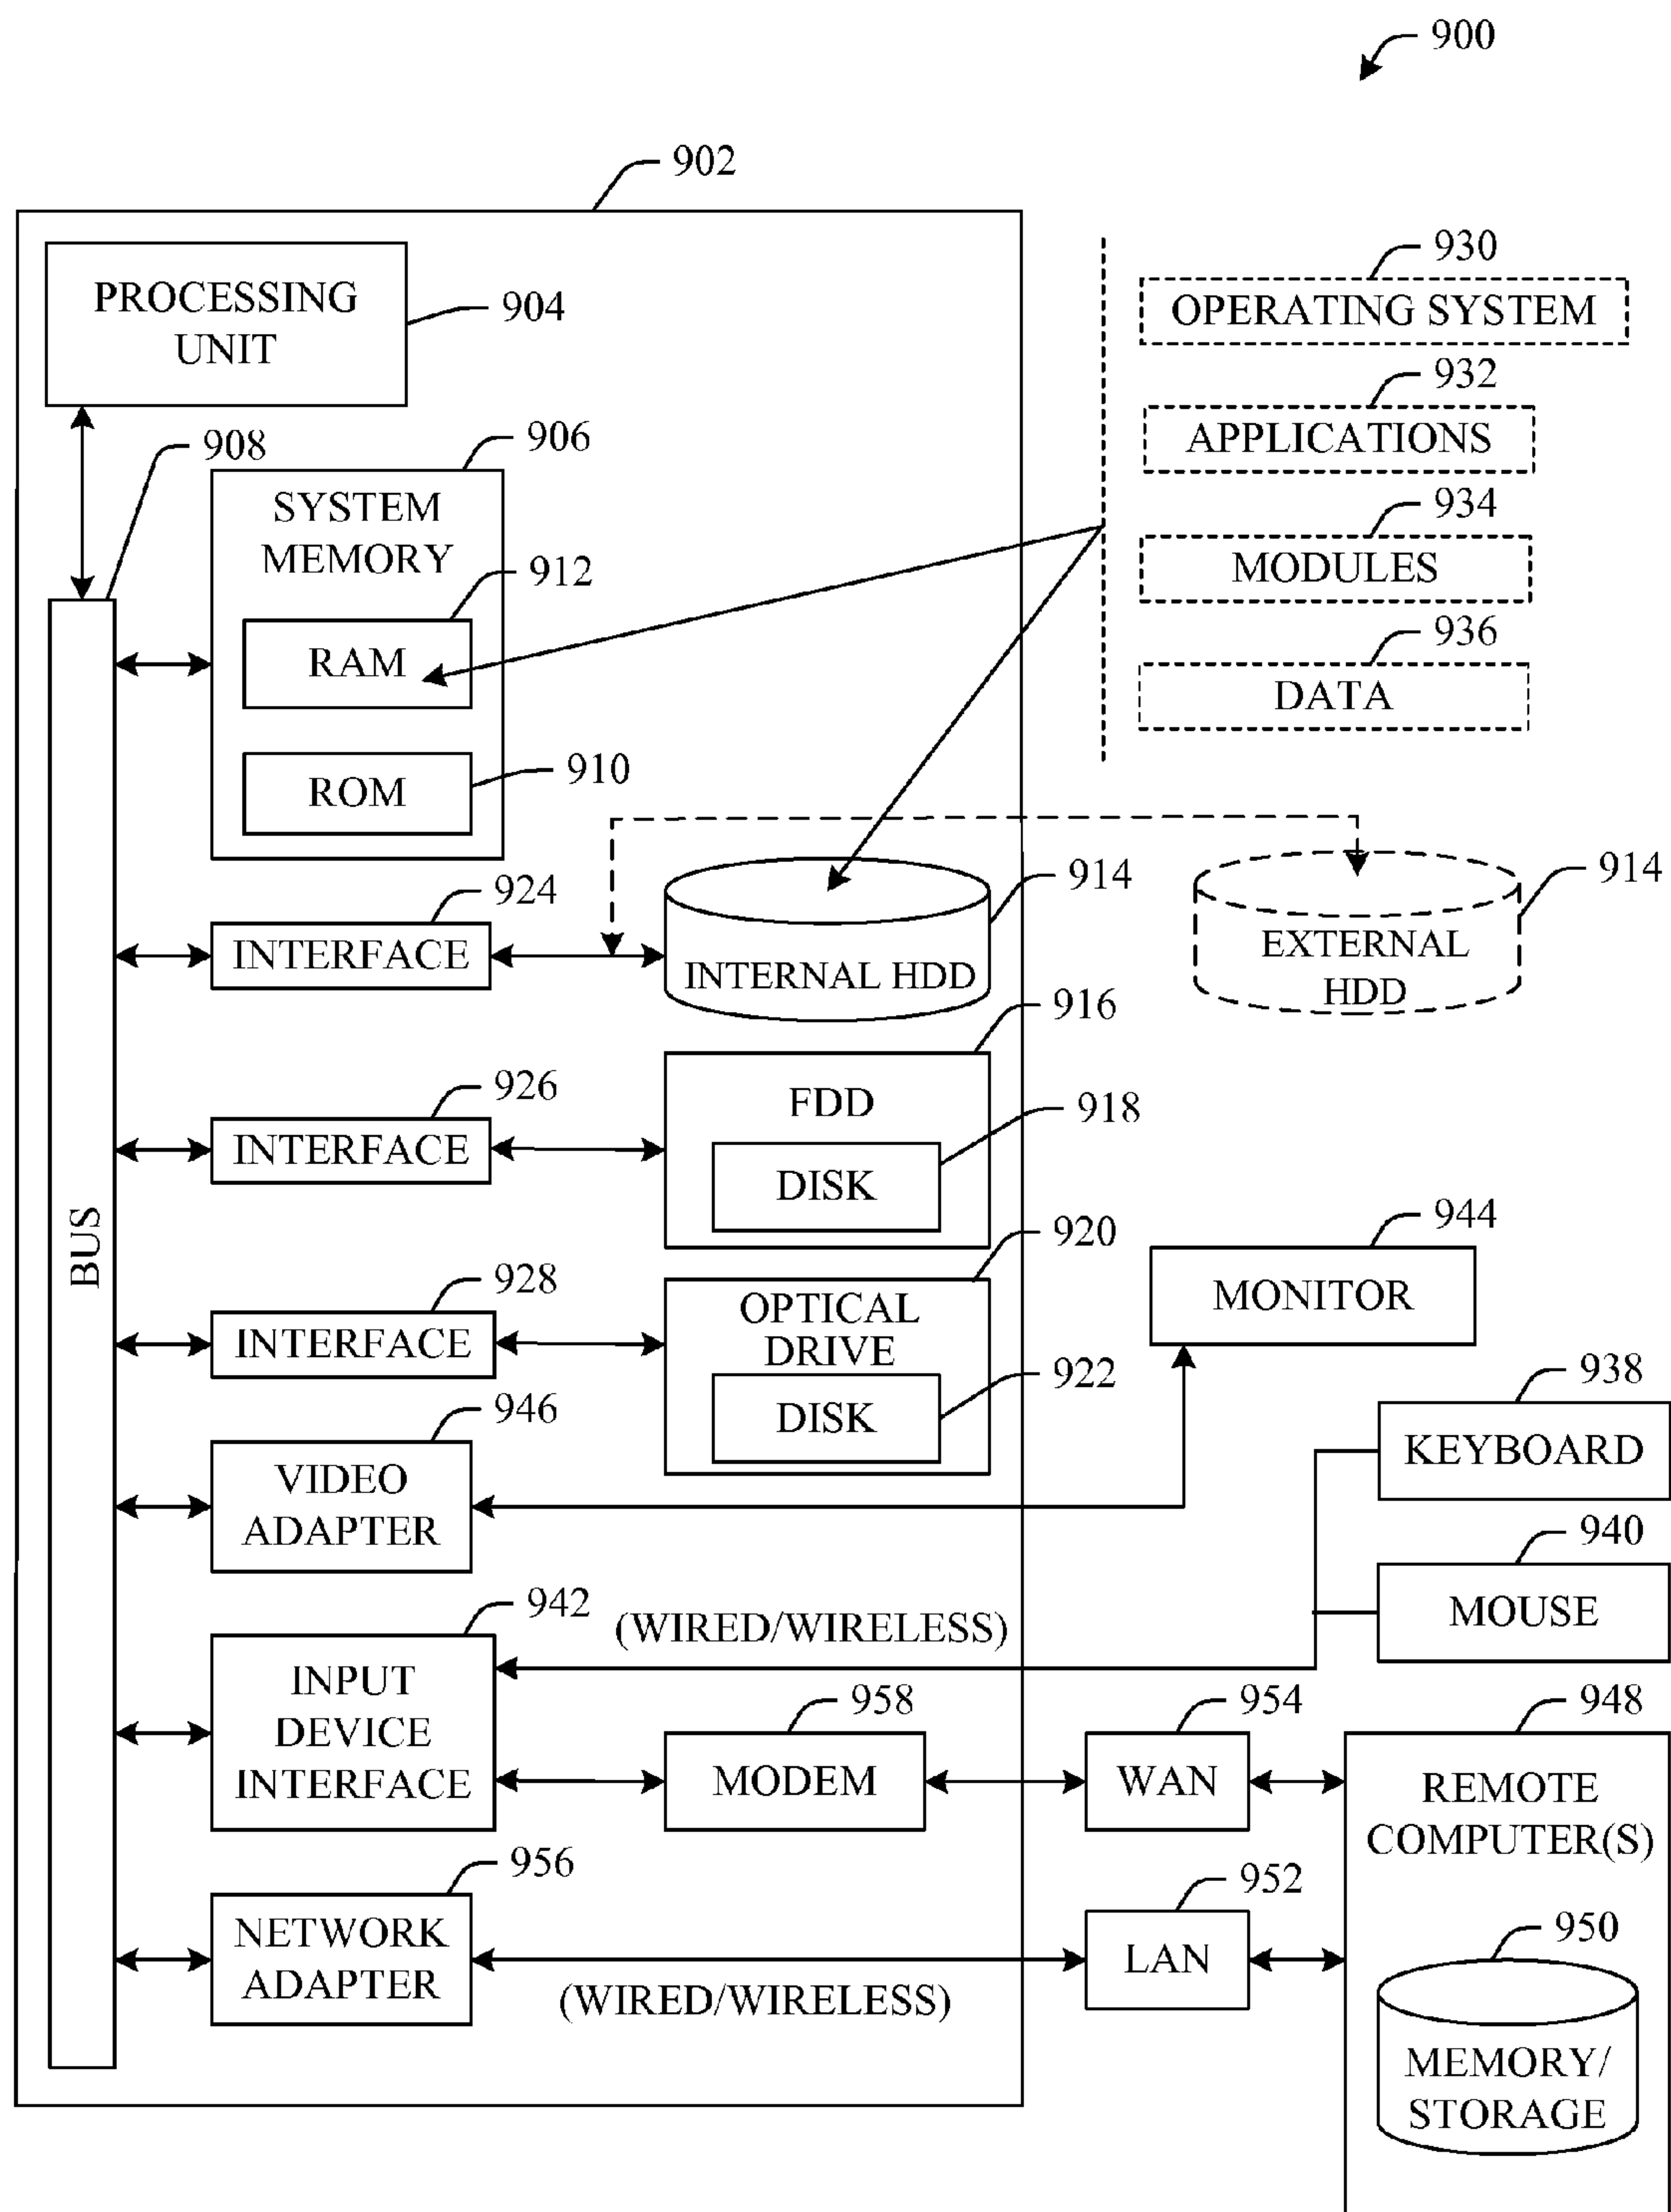 900
902
PROCESSING
UNIT
904
930
OPERATING SYSTEM
932
APPLICATIONS
934
MODULES
936
DATA
908
906
SYSTEM
MEMORY
912
RAM
910
ROM
BUS
924
INTERFACE
914
INTERNAL HDD
914
EXTERNAL
HDD
916
926
INTERFACE
FDD
918
DISK
920
928
INTERFACE
OPTICAL
DRIVE
922
DISK
944
MONITOR
946
VIDEO
ADAPTER
938
KEYBOARD
940
MOUSE
942
(WIRED/WIRELESS)
INPUT
DEVICE
INTERFACE
958
MODEM
954
WAN
948
REMOTE
COMPUTER(S)
956
NETWORK
ADAPTER
(WIRED/WIRELESS)
952
LAN
950
MEMORY/
STORAGE